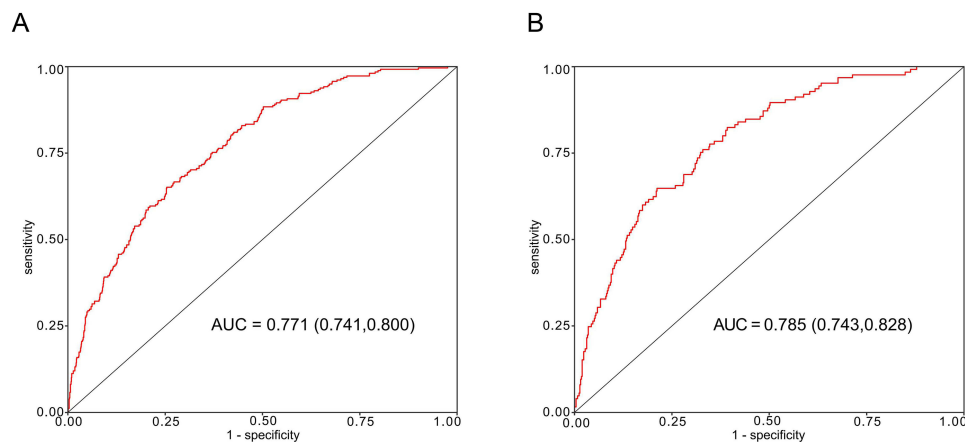 A
B
1.00
0.75
0.50
0.25
0.00
sensitivity
0.00 0.25 0.50 0.75 1.00
1 - specificity
AUC = 0.771 (0.741,0.800)
1.00
0.75
0.50
0.25
0.00
sensitivity
0.00 0.25 0.50 0.75 1.00
1 - specificity
AUC = 0.785 (0.743,0.828)